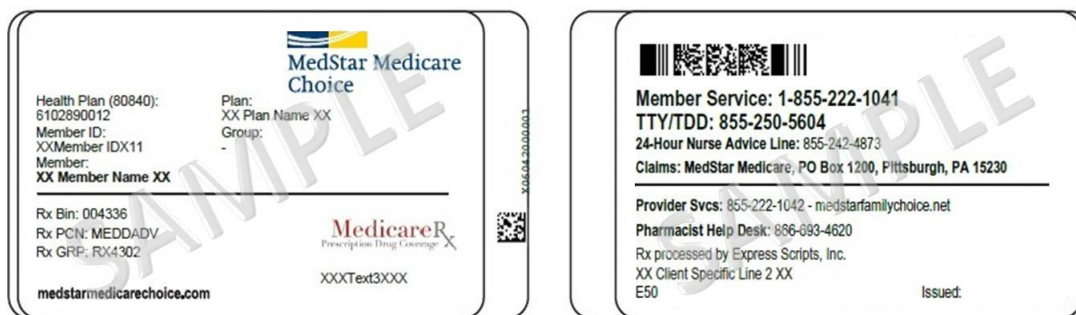 MedStar Medicare
Choice
Health Plan (80840):
6102890012
Member ID:
XXMember IDX11
Member:
XX Member Name XX
Plan:
XX Plan Name XX
Group:
-
Rx Bin: 004336
Rx PCN: MEDDADV
Rx GRP: RX4302
MedicareRx
Prescription Drug Coverage
XXXText3XXX
medstarmedicarechoice.com
X060420000001
SAMPLE
Member Service: 1-855-222-1041
TTY/TDD: 855-250-5604
24-Hour Nurse Advice Line: 855-242-4873
Claims: MedStar Medicare, PO Box 1200, Pittsburgh, PA 15230
Provider Svcs: 855-222-1042 - medstarfamilychoice.net
Pharmacist Help Desk: 866-693-4620
Rx processed by Express Scripts, Inc.
XX Client Specific Line 2 XX
E50 Issued:
SAMPLE